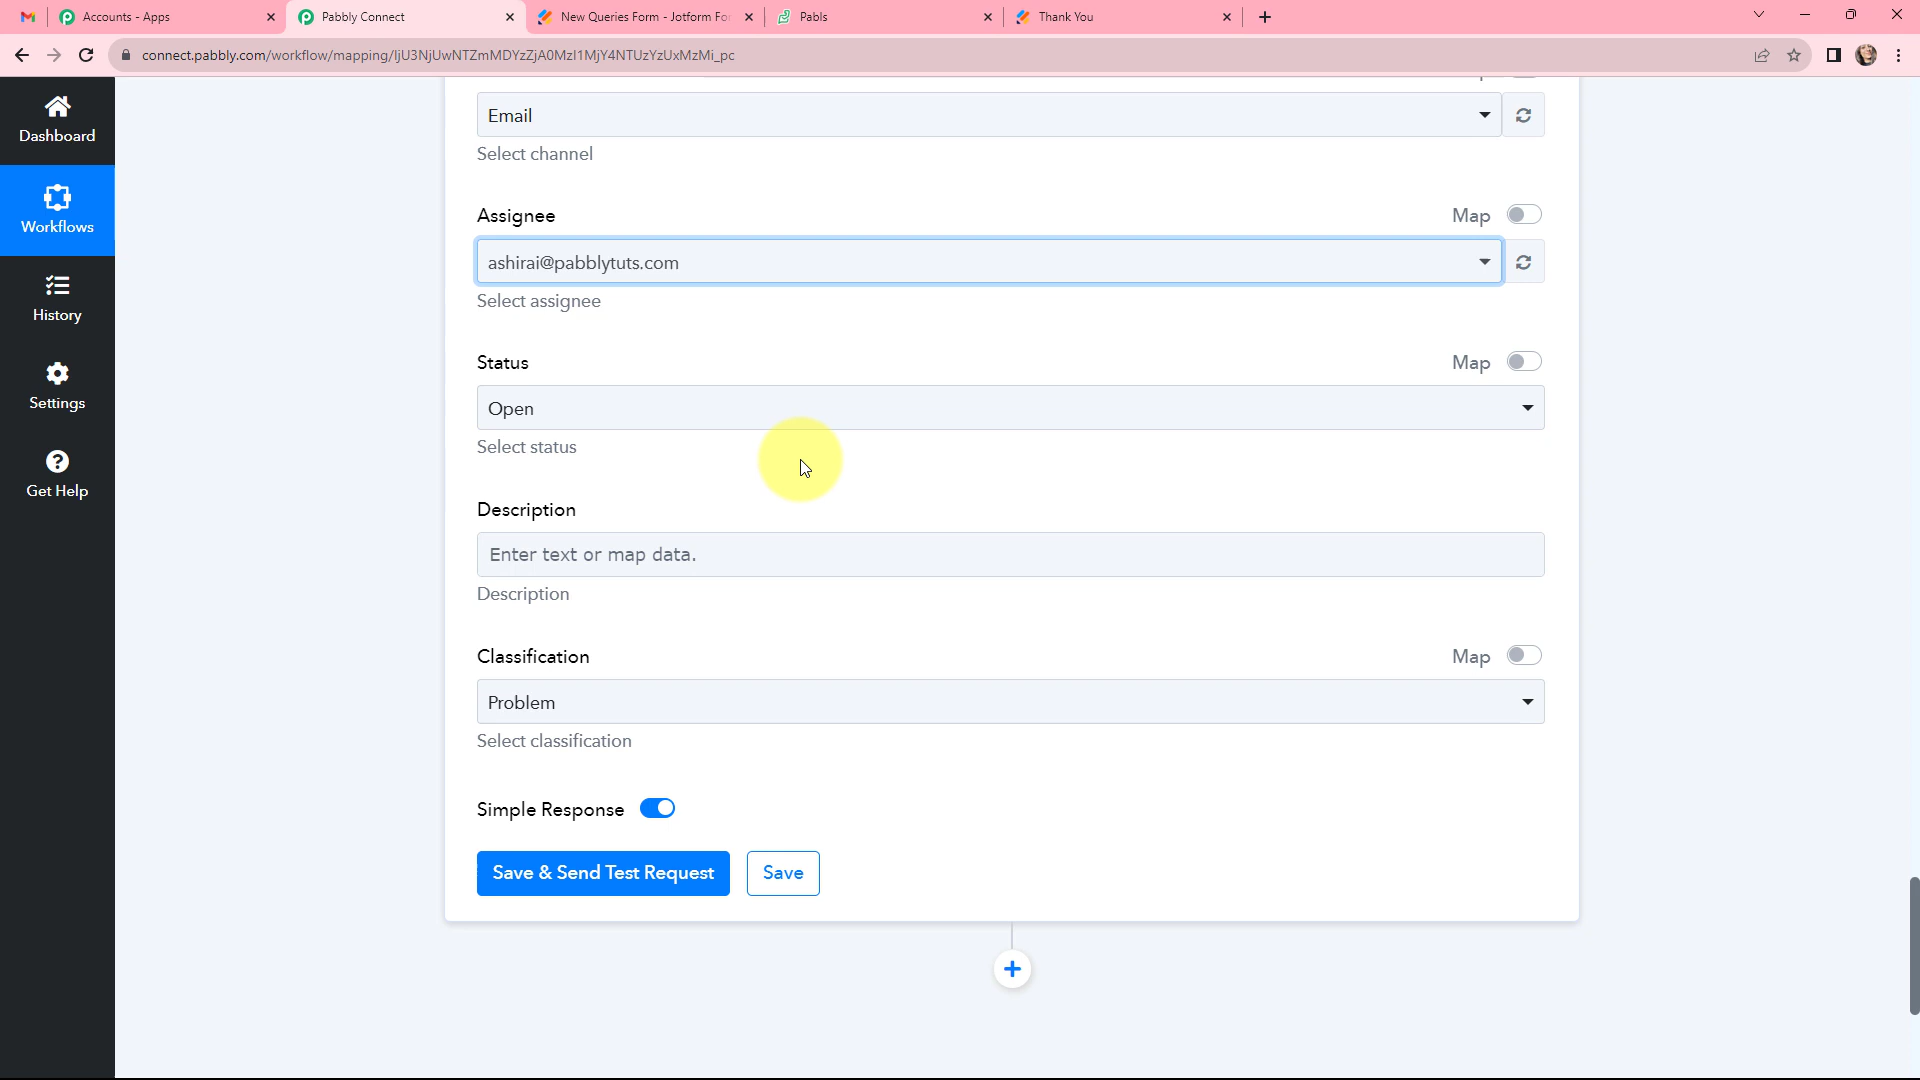 Accounts - Apps
Pabbly Connect
New Queries Form - Jotform For
Pabls
Thank You
connect.pabbly.com/workflow/mapping/IjU3NjUwNTZmMDYzZjA0MzI1MjY4NTUzYzUxMzMi_pc
Dashboard
Email
Select channel
Workflows
Assignee
Map
ashirai@pabblytuts.com
Select assignee
History
Status
Map
Settings
Open
Select status
Get Help
Description
Enter text or map data.
Description
Classification
Map
Problem
Select classification
Simple Response
Save & Send Test Request
Save